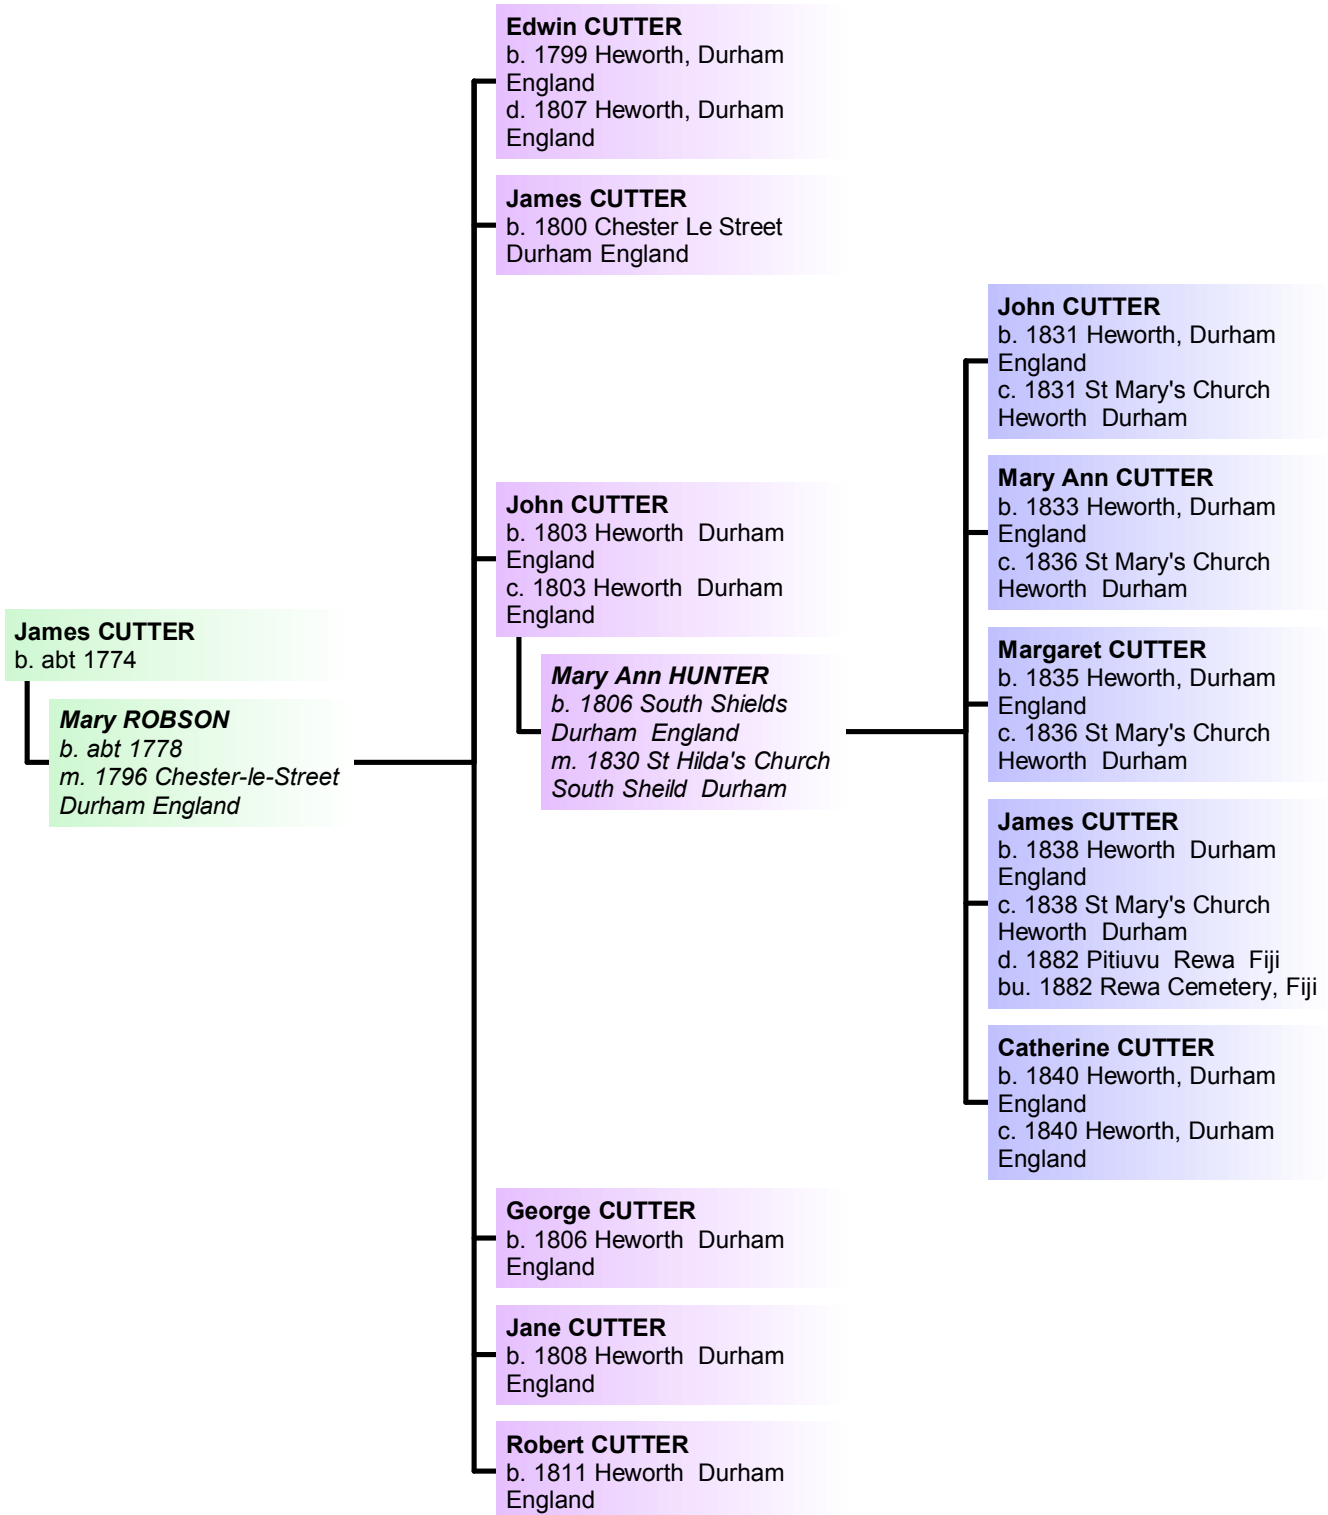 James CUTTER
b. abt 1774
Mary ROBSON
b. abt 1778
m. 1796 Chester-le-Street
Durham England
Edwin CUTTER
b. 1799 Heworth, Durham
England
d. 1807 Heworth, Durham
England
James CUTTER
b. 1800 Chester Le Street
Durham England
John CUTTER
b. 1803 Heworth  Durham
England
c. 1803 Heworth  Durham
England
Mary Ann HUNTER
b. 1806 South Shields
Durham  England
m. 1830 St Hilda's Church
South Sheild  Durham
John CUTTER
b. 1831 Heworth, Durham
England
c. 1831 St Mary's Church
Heworth  Durham
Mary Ann CUTTER
b. 1833 Heworth, Durham
England
c. 1836 St Mary's Church
Heworth  Durham
Margaret CUTTER
b. 1835 Heworth, Durham
England
c. 1836 St Mary's Church
Heworth  Durham
James CUTTER
b. 1838 Heworth  Durham
England
c. 1838 St Mary's Church
Heworth  Durham
d. 1882 Pitiuvu  Rewa  Fiji
bu. 1882 Rewa Cemetery, Fiji
Catherine CUTTER
b. 1840 Heworth, Durham
England
c. 1840 Heworth, Durham
England
George CUTTER
b. 1806 Heworth  Durham
England
Jane CUTTER
b. 1808 Heworth  Durham
England
Robert CUTTER
b. 1811 Heworth  Durham
England